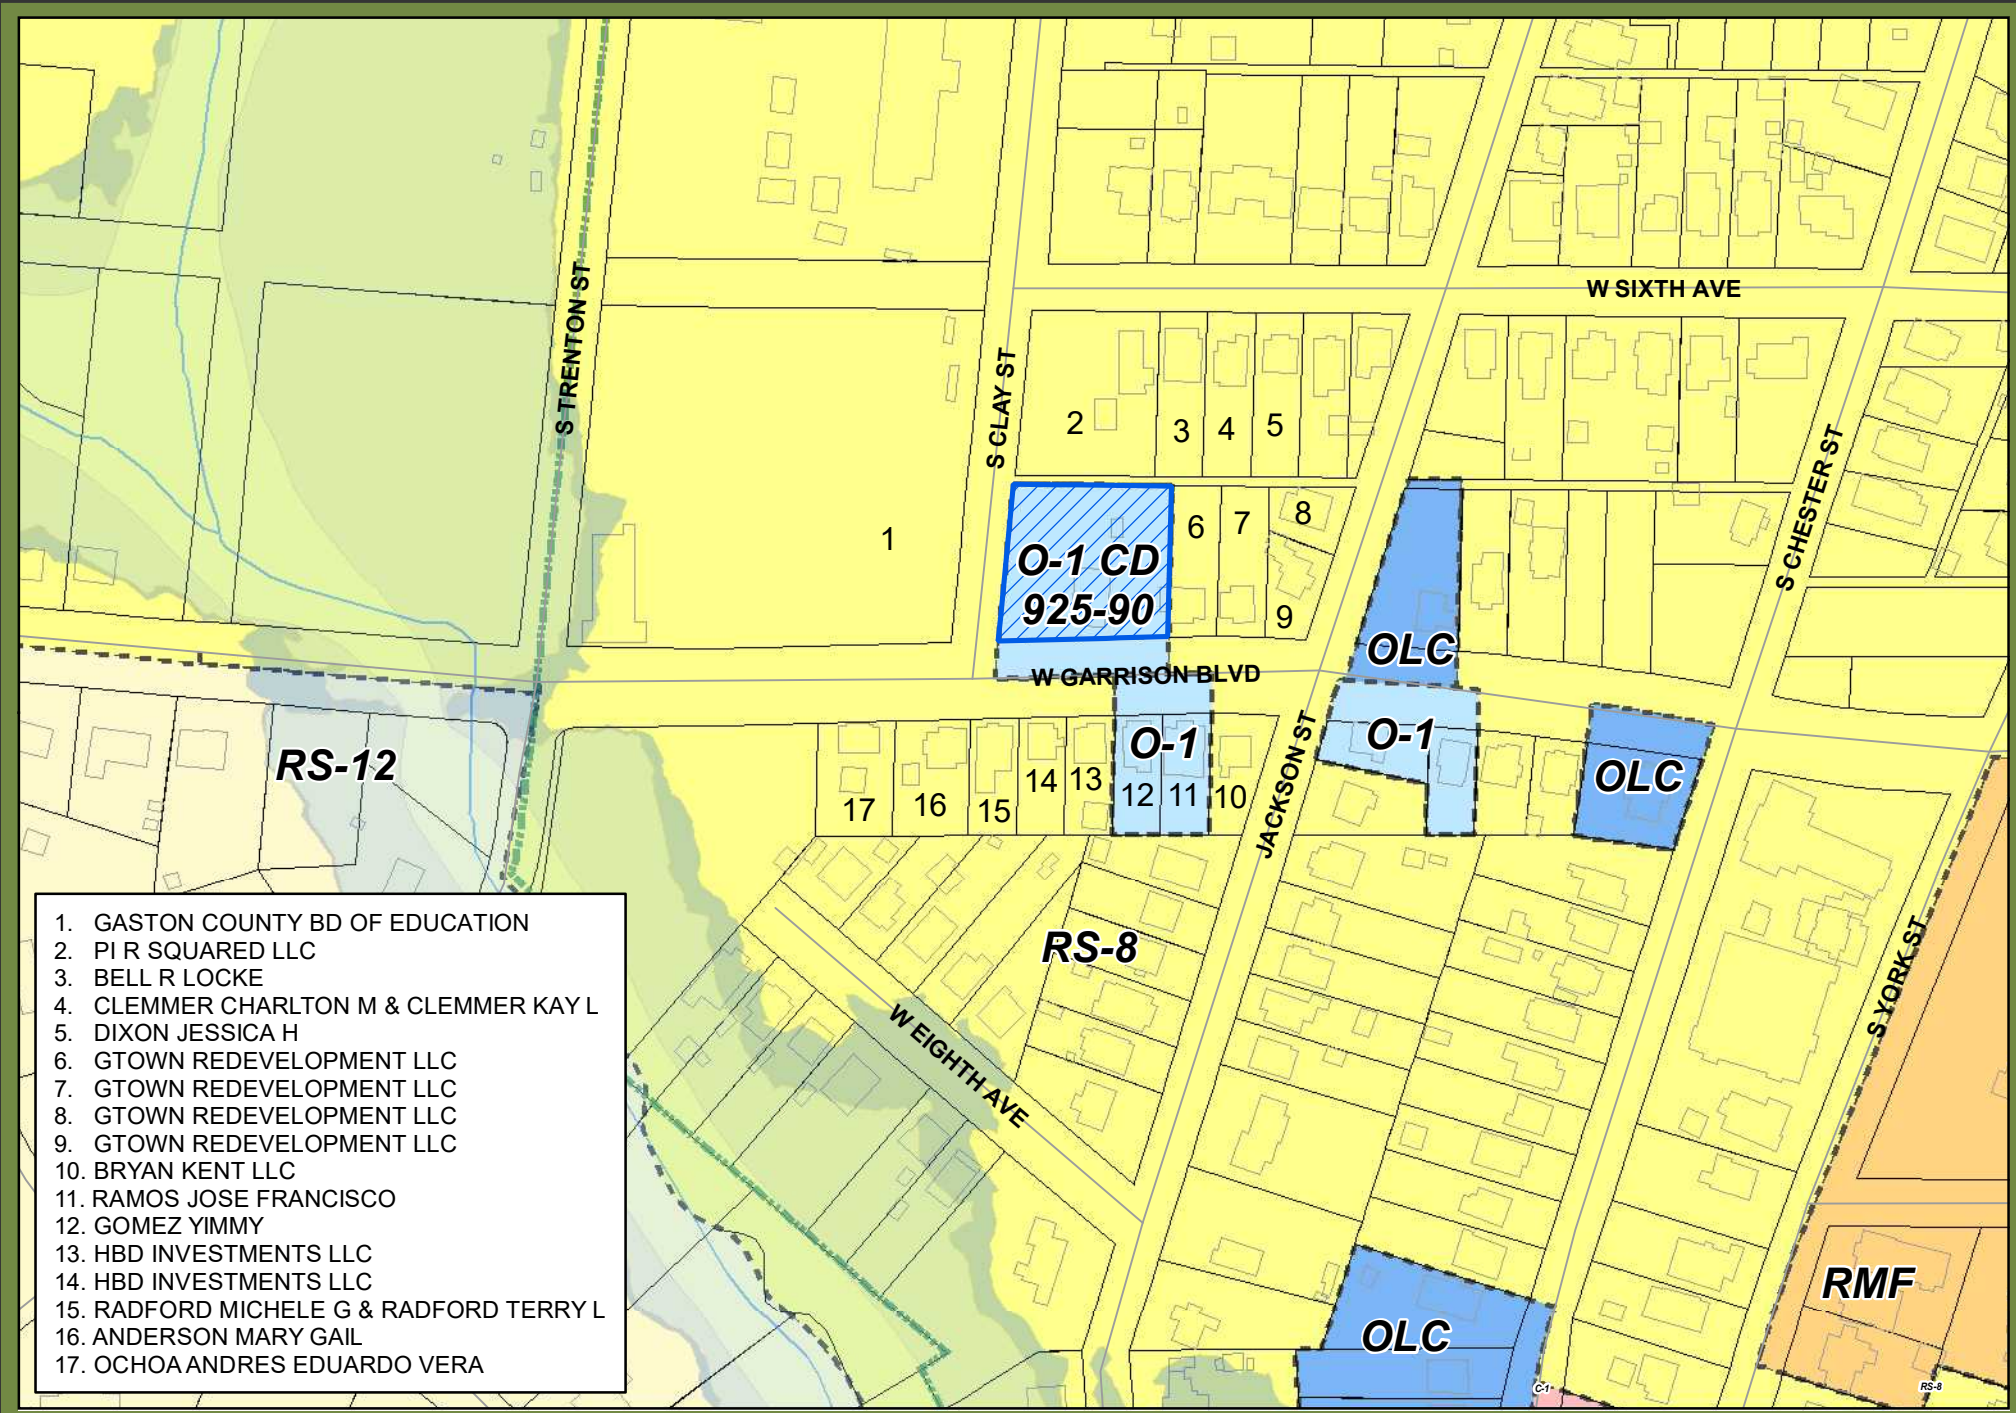 W SIXTH AVE
S TRENTON ST
S CLAY ST
2
3
4
5
S CHESTER ST
1
O-1 CD
925-90
6
7
8
9
OLC
W GARRISON BLVD
RS-12
O-1
O-1
OLC
JACKSON ST
17
16
15
14
13
12
11
10
RS-8
W EIGHTH AVE
S YORK ST
RMF
OLC
C-1
RS-8
1. GASTON COUNTY BD OF EDUCATION
2. PI R SQUARED LLC
3. BELL R LOCKE
4. CLEMMER CHARLTON M & CLEMMER KAY L
5. DIXON JESSICA H
6. GTOWN REDEVELOPMENT LLC
7. GTOWN REDEVELOPMENT LLC
8. GTOWN REDEVELOPMENT LLC
9. GTOWN REDEVELOPMENT LLC
10. BRYAN KENT LLC
11. RAMOS JOSE FRANCISCO
12. GOMEZ YIMMY
13. HBD INVESTMENTS LLC
14. HBD INVESTMENTS LLC
15. RADFORD MICHELE G & RADFORD TERRY L
16. ANDERSON MARY GAIL
17. OCHOA ANDRES EDUARDO VERA